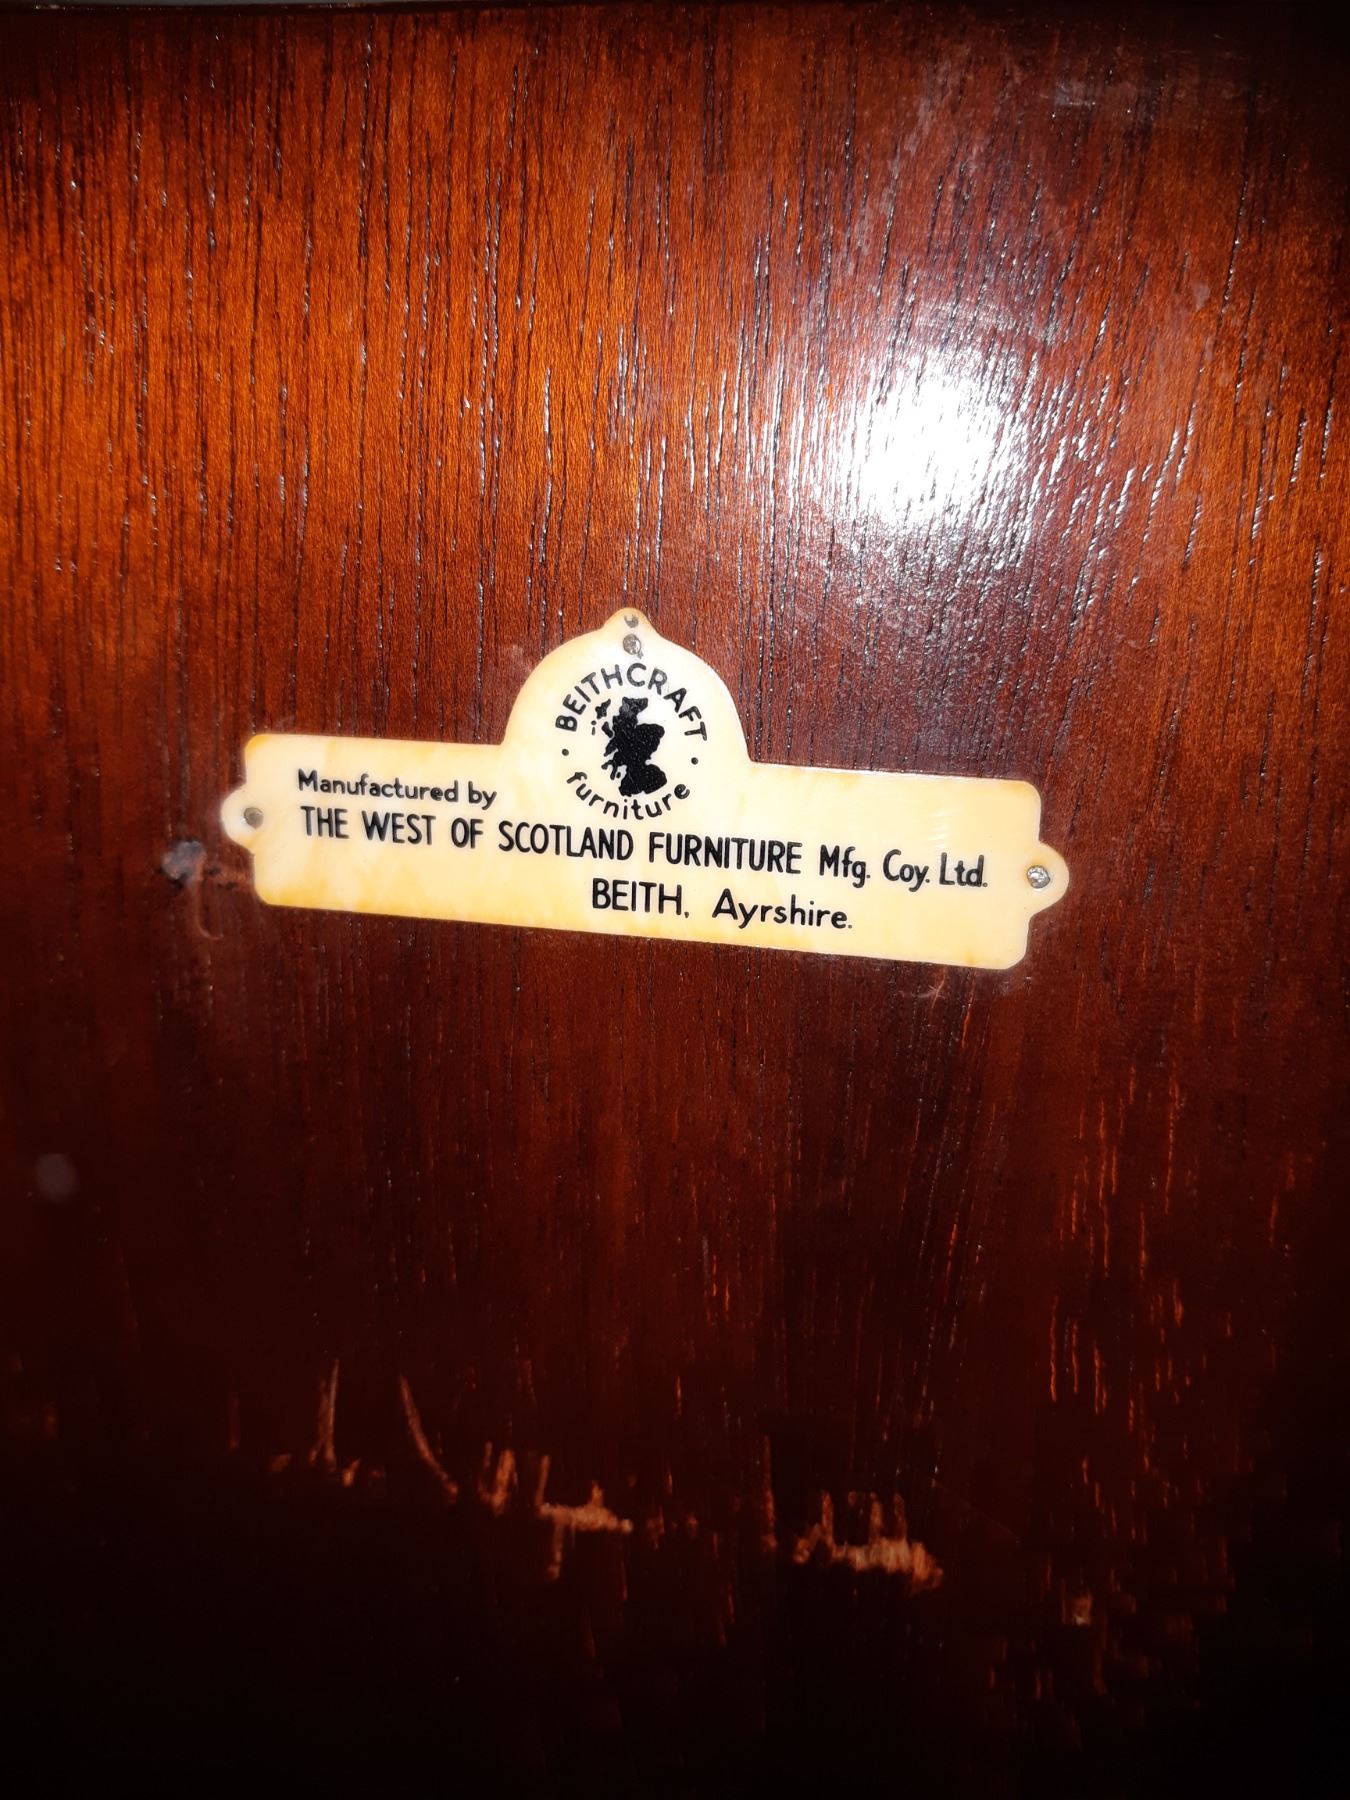 BEITHCRAFT
furniture
Manufactured by
THE WEST OF SCOTLAND FURNITURE Mfg. Coy. Ltd.
BEITH, Ayrshire.